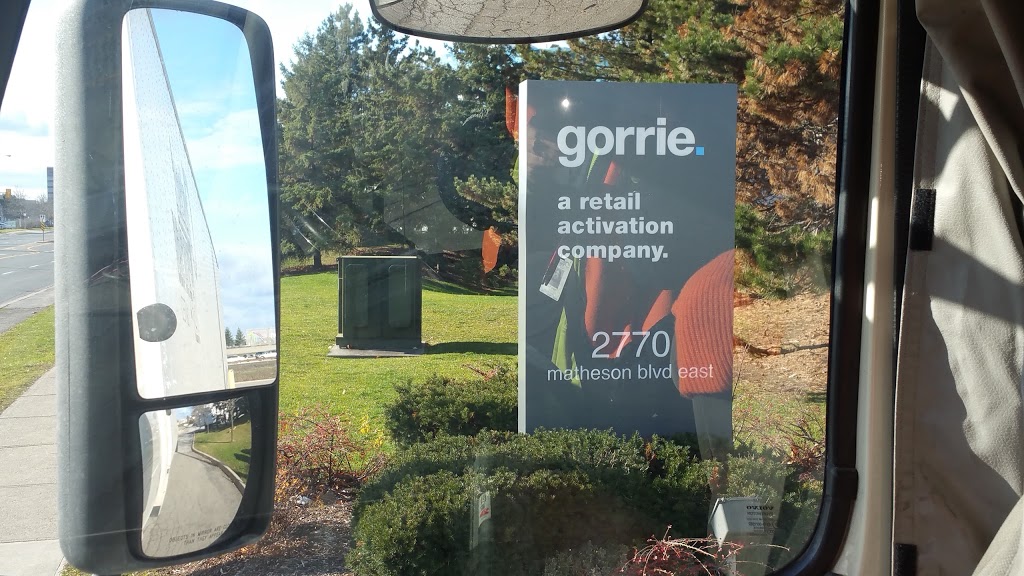 gorrie.
a retail
activation
company.
2770
matheson blvd east